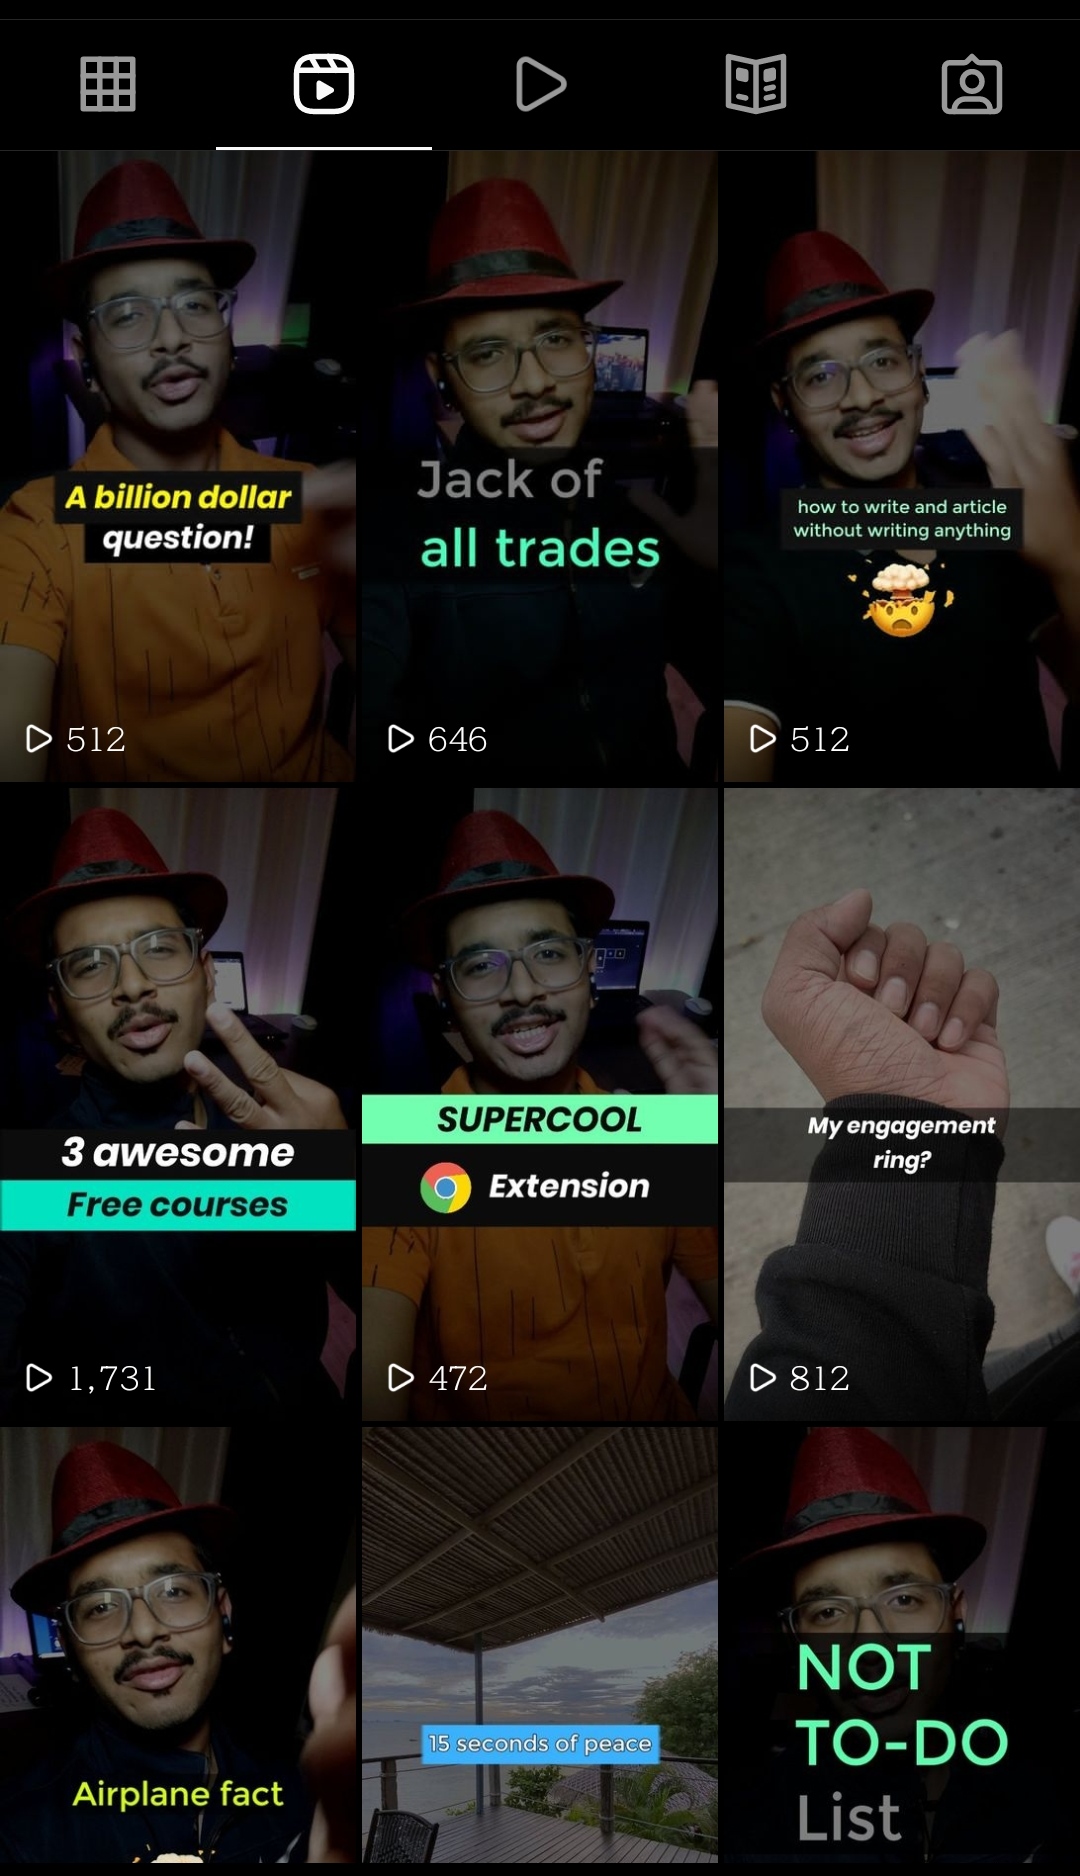 A billion dollar
question!
512
Jack of
all trades
646
how to write and article
without writing anything
512
3 awesome
Free courses
1,731
SUPERCOOL
Extension
472
My engagement
ring?
812
Airplane fact
15 seconds of peace
NOT
TO-DO
List